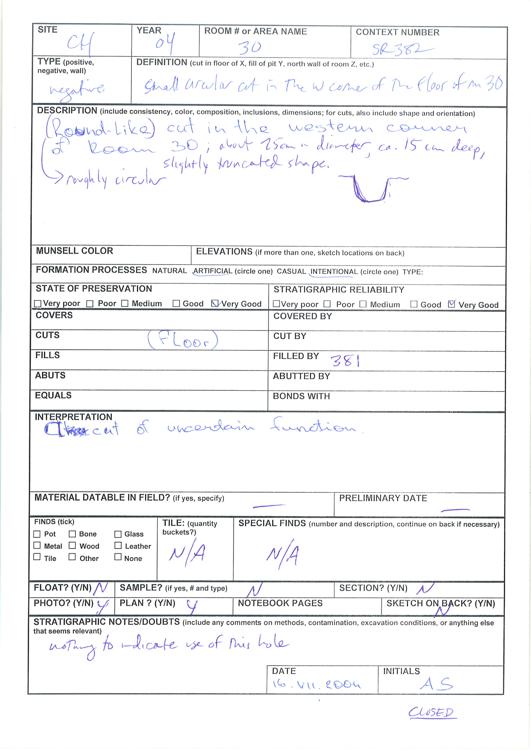 SITE YEAR ROOM # or AREA NAME CONTEXT NUMBER
CH 04 30 SR382
TYPE (positive, negative, wall) DEFINITION (cut in floor of X, fill of pit Y, north wall of room Z, etc.)
negative small circular cut in the W corner of the floor of rm 30
DESCRIPTION (include consistency, color, composition, inclusions, dimensions; for cuts, also include shape and orientation)
(Round-like) cut in the western corner
of Room 30; about 25cm in diameter, ca. 15 cm deep,
slightly truncated shape.
roughly circular
MUNSELL COLOR ELEVATIONS (if more than one, sketch locations on back)
FORMATION PROCESSES NATURAL ARTIFICIAL (circle one) CASUAL INTENTIONAL (circle one) TYPE:
STATE OF PRESERVATION STRATIGRAPHIC RELIABILITY
Very poor Poor Medium Good Very Good Very poor Poor Medium Good Very Good
COVERS COVERED BY
CUTS (Floor) CUT BY
FILLS FILLED BY 381
ABUTS ABUTTED BY
EQUALS BONDS WITH
INTERPRETATION
cut of uncertain function.
MATERIAL DATABLE IN FIELD? (if yes, specify) — PRELIMINARY DATE —
FINDS (tick) TILE: (quantity buckets?) SPECIAL FINDS (number and description, continue on back if necessary)
Pot Bone Glass
Metal Wood Leather N/A N/A
Tile Other None
FLOAT? (Y/N) N SAMPLE? (if yes, # and type) N SECTION? (Y/N) N
PHOTO? (Y/N) Y PLAN ? (Y/N) Y NOTEBOOK PAGES SKETCH ON BACK? (Y/N) N
STRATIGRAPHIC NOTES/DOUBTS (include any comments on methods, contamination, excavation conditions, or anything else
that seems relevant)
nothing to indicate use of this hole
DATE INITIALS
16.VII.2004 AS
CLOSED